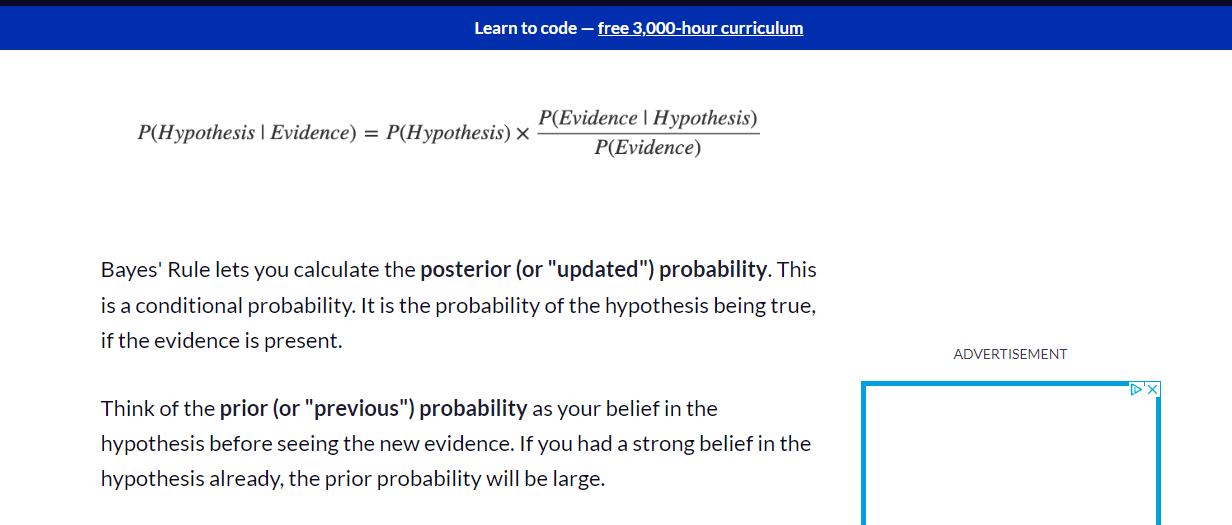 Learn to code — free 3,000-hour curriculum
P(Hypothesis | Evidence) = P(Hypothesis) × P(Evidence | Hypothesis) / P(Evidence)
Bayes' Rule lets you calculate the posterior (or "updated") probability. This
is a conditional probability. It is the probability of the hypothesis being true,
if the evidence is present.
ADVERTISEMENT
Think of the prior (or "previous") probability as your belief in the
hypothesis before seeing the new evidence. If you had a strong belief in the
hypothesis already, the prior probability will be large.